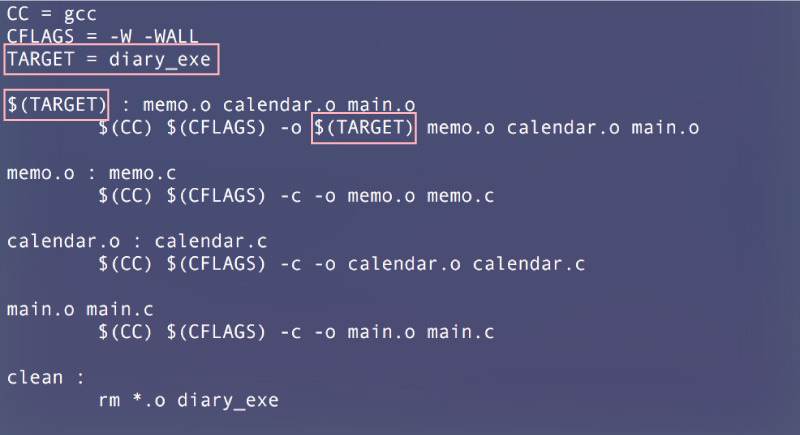 CC = gcc
CFLAGS = -W -WALL
TARGET = diary_exe
$(TARGET) : memo.o calendar.o main.o
$(CC) $(CFLAGS) -o $(TARGET) memo.o calendar.o main.o
memo.o : memo.c
$(CC) $(CFLAGS) -c -o memo.o memo.c
calendar.o : calendar.c
$(CC) $(CFLAGS) -c -o calendar.o calendar.c
main.o main.c
$(CC) $(CFLAGS) -c -o main.o main.c
clean :
rm *.o diary_exe